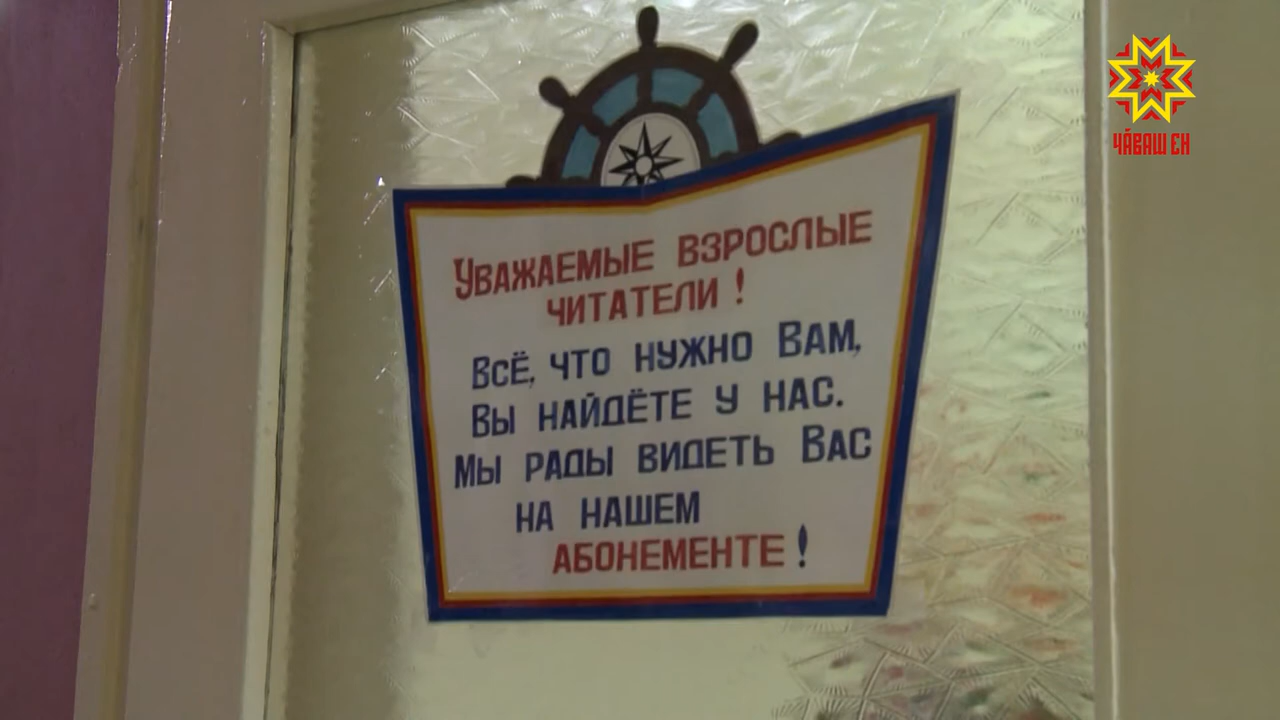 ЧӐВАШ ЕН
Уважаемые взрослые
читатели!
Всё, что нужно Вам,
Вы найдёте у нас.
Мы рады видеть Вас
на нашем
абонементе!